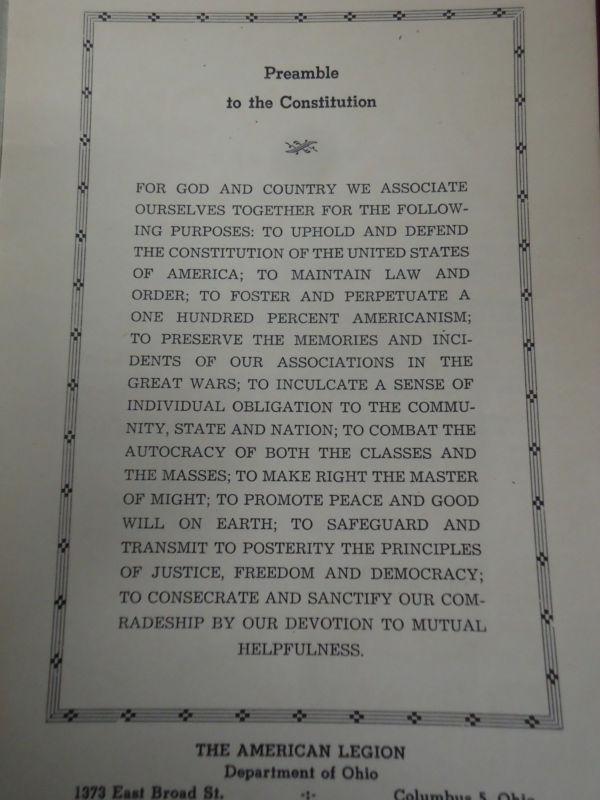 Preamble
to the Constitution
FOR GOD AND COUNTRY WE ASSOCIATE
OURSELVES TOGETHER FOR THE FOLLOW-
ING PURPOSES: TO UPHOLD AND DEFEND
THE CONSTITUTION OF THE UNITED STATES
OF AMERICA; TO MAINTAIN LAW AND
ORDER; TO FOSTER AND PERPETUATE A
ONE HUNDRED PERCENT AMERICANISM;
TO PRESERVE THE MEMORIES AND INCI-
DENTS OF OUR ASSOCIATIONS IN THE
GREAT WARS; TO INCULCATE A SENSE OF
INDIVIDUAL OBLIGATION TO THE COMMU-
NITY, STATE AND NATION; TO COMBAT THE
AUTOCRACY OF BOTH THE CLASSES AND
THE MASSES; TO MAKE RIGHT THE MASTER
OF MIGHT; TO PROMOTE PEACE AND GOOD
WILL ON EARTH; TO SAFEGUARD AND
TRANSMIT TO POSTERITY THE PRINCIPLES
OF JUSTICE, FREEDOM AND DEMOCRACY;
TO CONSECRATE AND SANCTIFY OUR COM-
RADESHIP BY OUR DEVOTION TO MUTUAL
HELPFULNESS.
THE AMERICAN LEGION
Department of Ohio
1373 East Broad St. -:- Columbus 5, Ohio